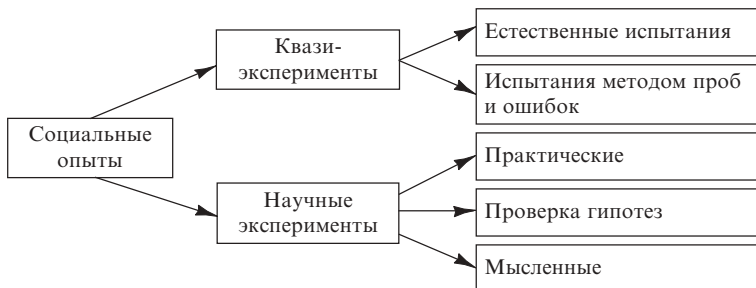 Социальные
опыты
Квази-
эксперименты
Естественные испытания
Испытания методом проб
и ошибок
Научные
эксперименты
Практические
Проверка гипотез
Мысленные